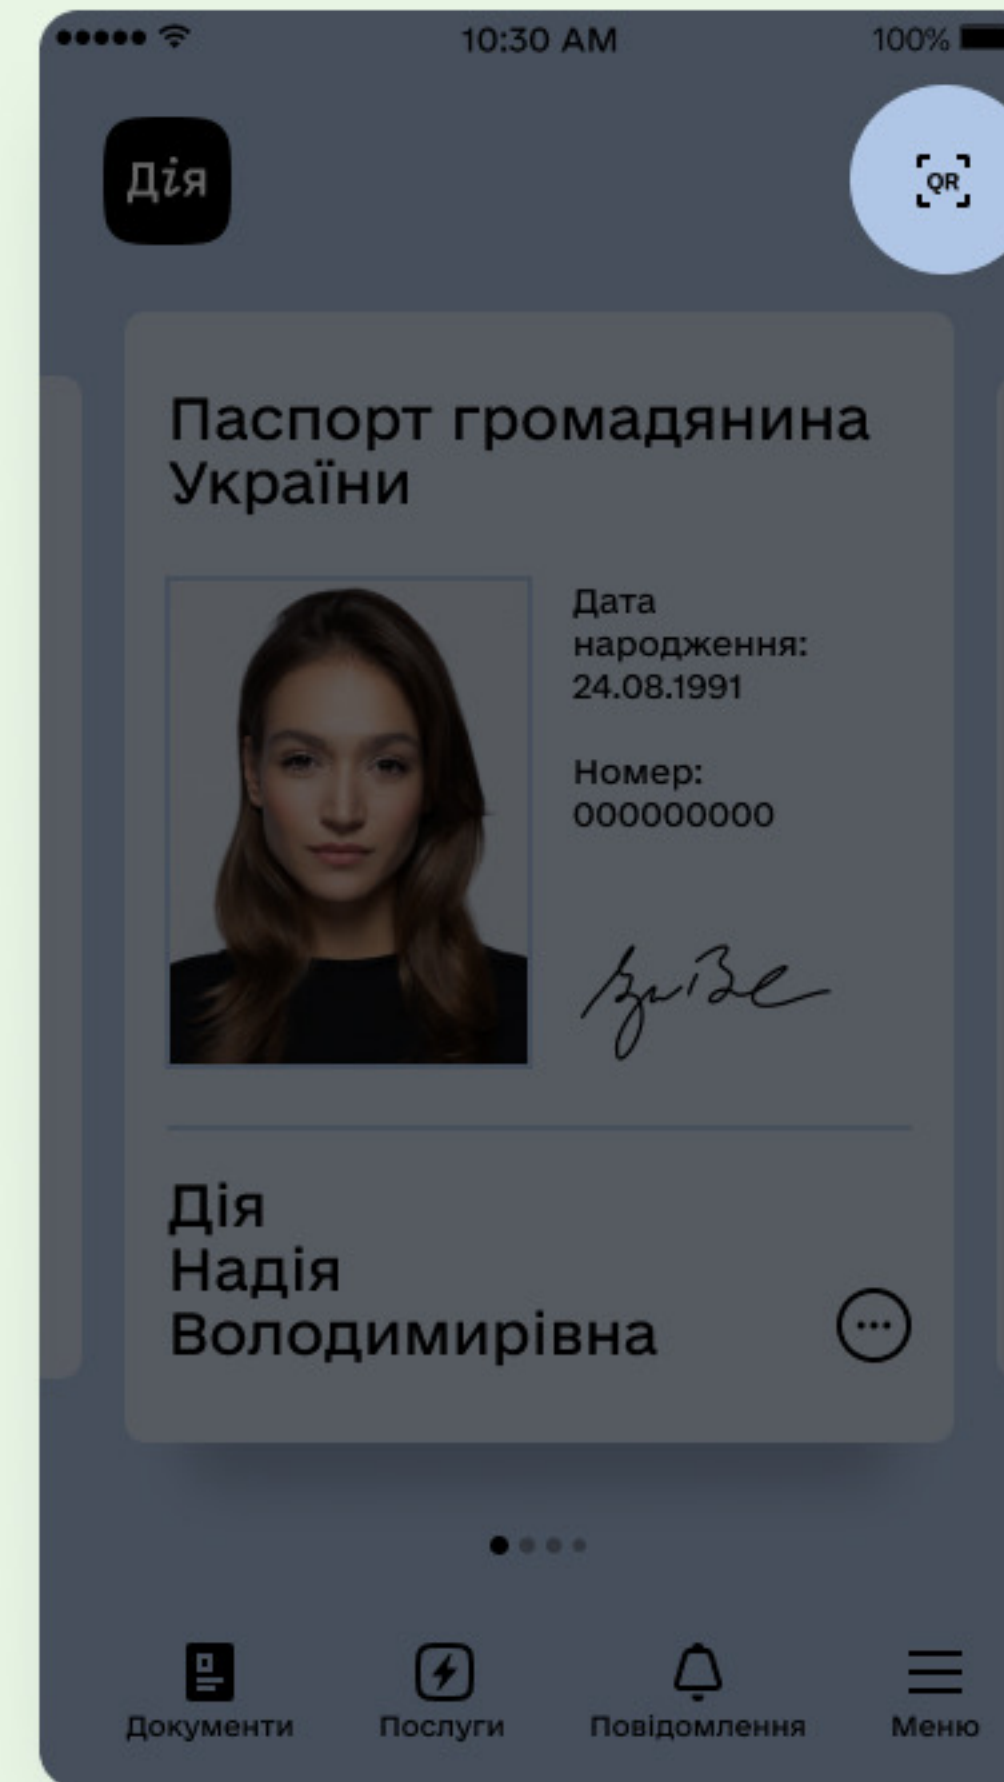 10:30 AM
100%
Дія
QR
Паспорт громадянина
України
Дата
народження:
24.08.1991
Номер:
000000000
Дія
Надія
Володимирівна
Документи
Послуги
Повідомлення
Меню